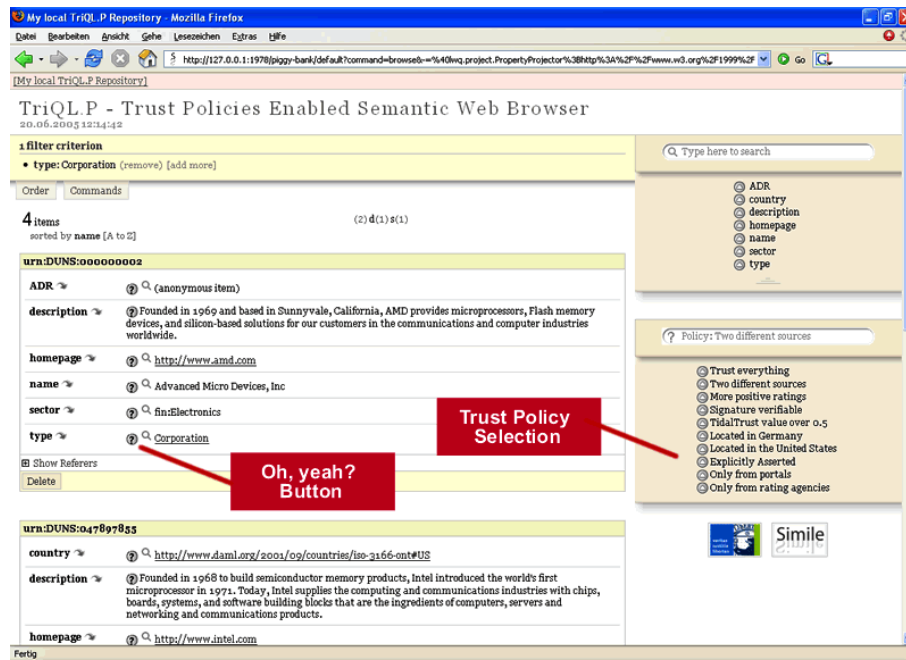 My local TriQL.P Repository - Mozilla Firefox
Datei Bearbeiten Ansicht Gehe Lesezeichen Extras Hilfe
http://127.0.0.1:1978/piggy-bank/default?command=browse&-=%40lwq.project.PropertyProjector%3Bhttp%3A%2F%2Fwww.w3.org%2F1999%2F Go
[My local TriQL.P Repository]
TriQL.P - Trust Policies Enabled Semantic Web Browser
20.06.2005 12:14:42
1 filter criterion
• type: Corporation (remove) [add more]
Order Commands
4 items
(2) d(1) s(1)
sorted by name [A to Z]
urn:DUNS:000000002
ADR (anonymous item)
description Founded in 1969 and based in Sunnyvale, California, AMD provides microprocessors, Flash memory
devices, and silicon-based solutions for our customers in the communications and computer industries
worldwide.
homepage http://www.amd.com
name Advanced Micro Devices, Inc
sector fin:Electronics
type Corporation
Show Referers
Delete
Oh, yeah?
Button
urn:DUNS:047897855
country http://www.daml.org/2001/09/countries/iso-3166-ont#US
description Founded in 1968 to build semiconductor memory products, Intel introduced the world's first
microprocessor in 1971. Today, Intel supplies the computing and communications industries with chips,
boards, systems, and software building blocks that are the ingredients of computers, servers and
networking and communications products.
homepage http://www.intel.com
Type here to search
ADR
country
description
homepage
name
sector
type
? Policy: Two different sources
Trust everything
Two different sources
More positive ratings
Signature verifiable
TidalTrust value over 0.5
Located in Germany
Located in the United States
Explicitly Asserted
Only from portals
Only from rating agencies
Trust Policy
Selection
Simile
Fertig